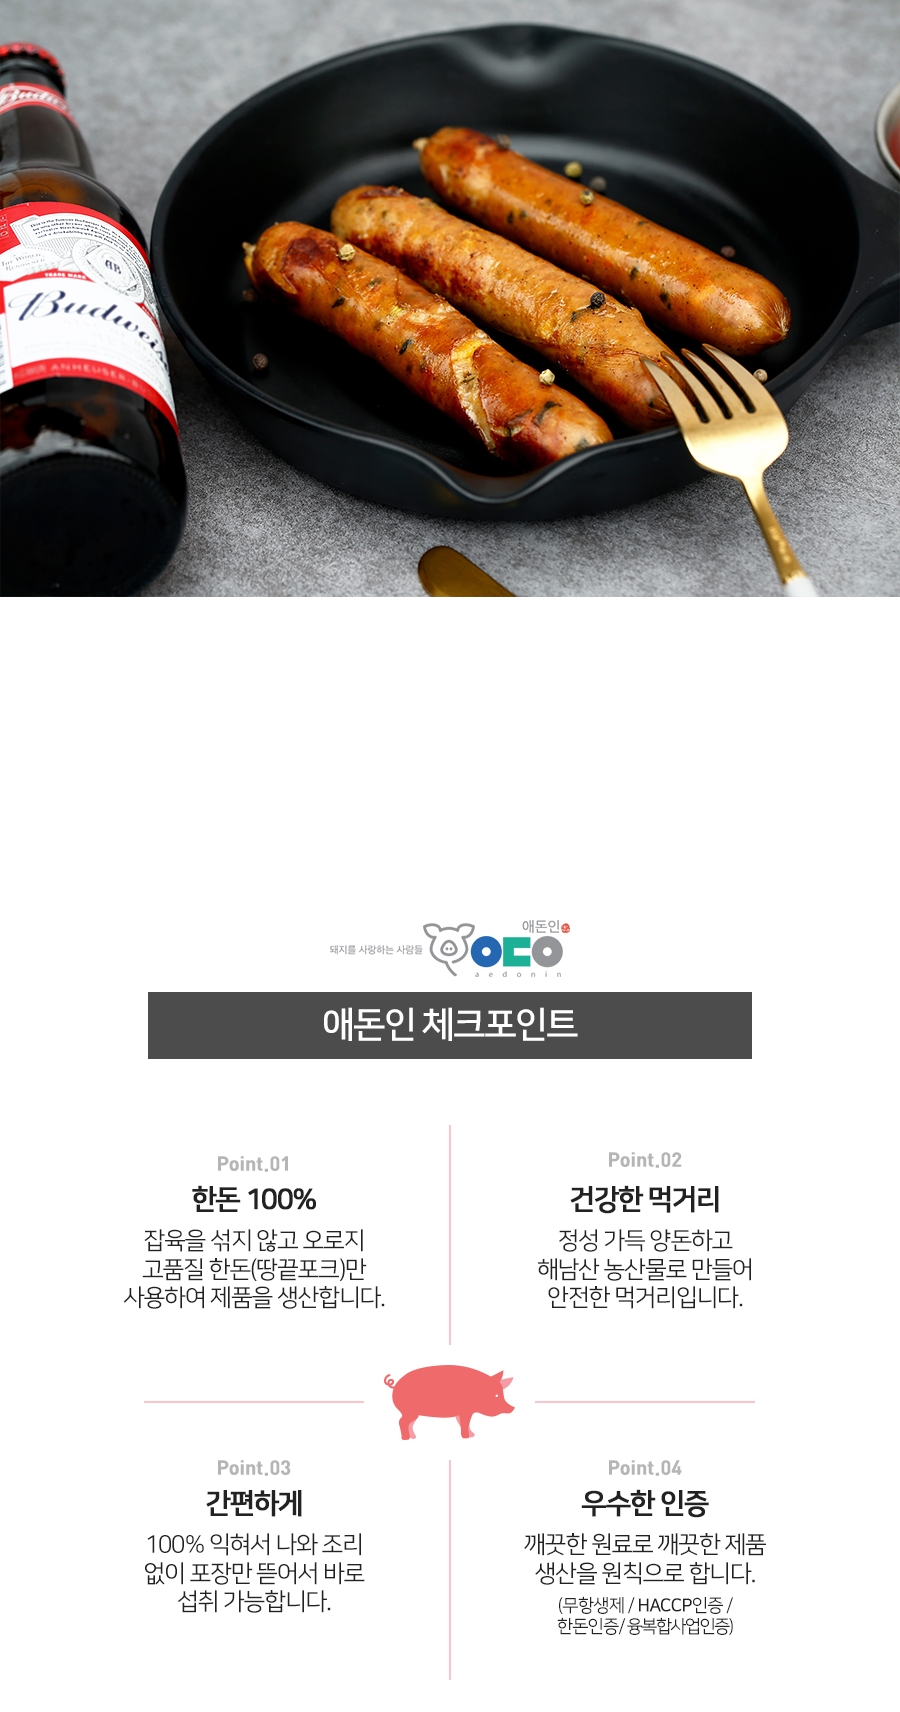 Budweis
TRADE MARK
AB
ANHEUSER-B
애돈인
돼지를 사랑하는 사람들
aedonin
애돈인 체크포인트
Point.01
한돈 100%
잡육을 섞지 않고 오로지
고품질 한돈(땅끝포크)만
사용하여 제품을 생산합니다.
Point.02
건강한 먹거리
정성 가득 양돈하고
해남산 농산물로 만들어
안전한 먹거리입니다.
Point.03
간편하게
100% 익혀서 나와 조리
없이 포장만 뜯어서 바로
섭취 가능합니다.
Point.04
우수한 인증
깨끗한 원료로 깨끗한 제품
생산을 원칙으로 합니다.
(무항생제 / HACCP인증 /
한돈인증/ 융복합사업인증)